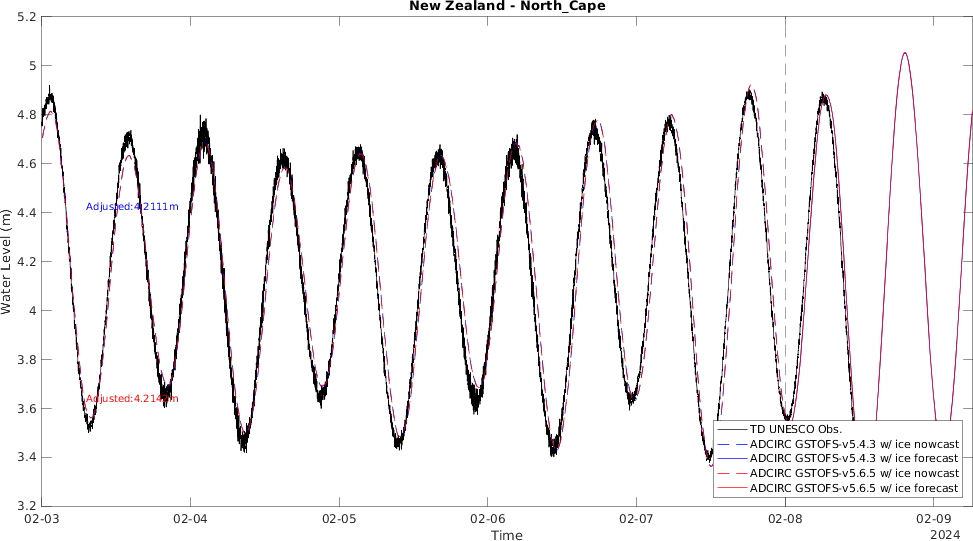 New Zealand - North_Cape
Water Level (m)
5.2
5
4.8
4.6
4.4
4.2
4
3.8
3.6
3.4
3.2
Adjusted:4.2111m
TD UNESCO Obs.
ADCIRC GSTOFS-v5.4.3 w/ ice nowcast
ADCIRC GSTOFS-v5.4.3 w/ ice forecast
ADCIRC GSTOFS-v5.6.5 w/ ice nowcast
ADCIRC GSTOFS-v5.6.5 w/ ice forecast
02-03
02-04
02-05
02-06
02-07
02-08
02-09
Time
2024